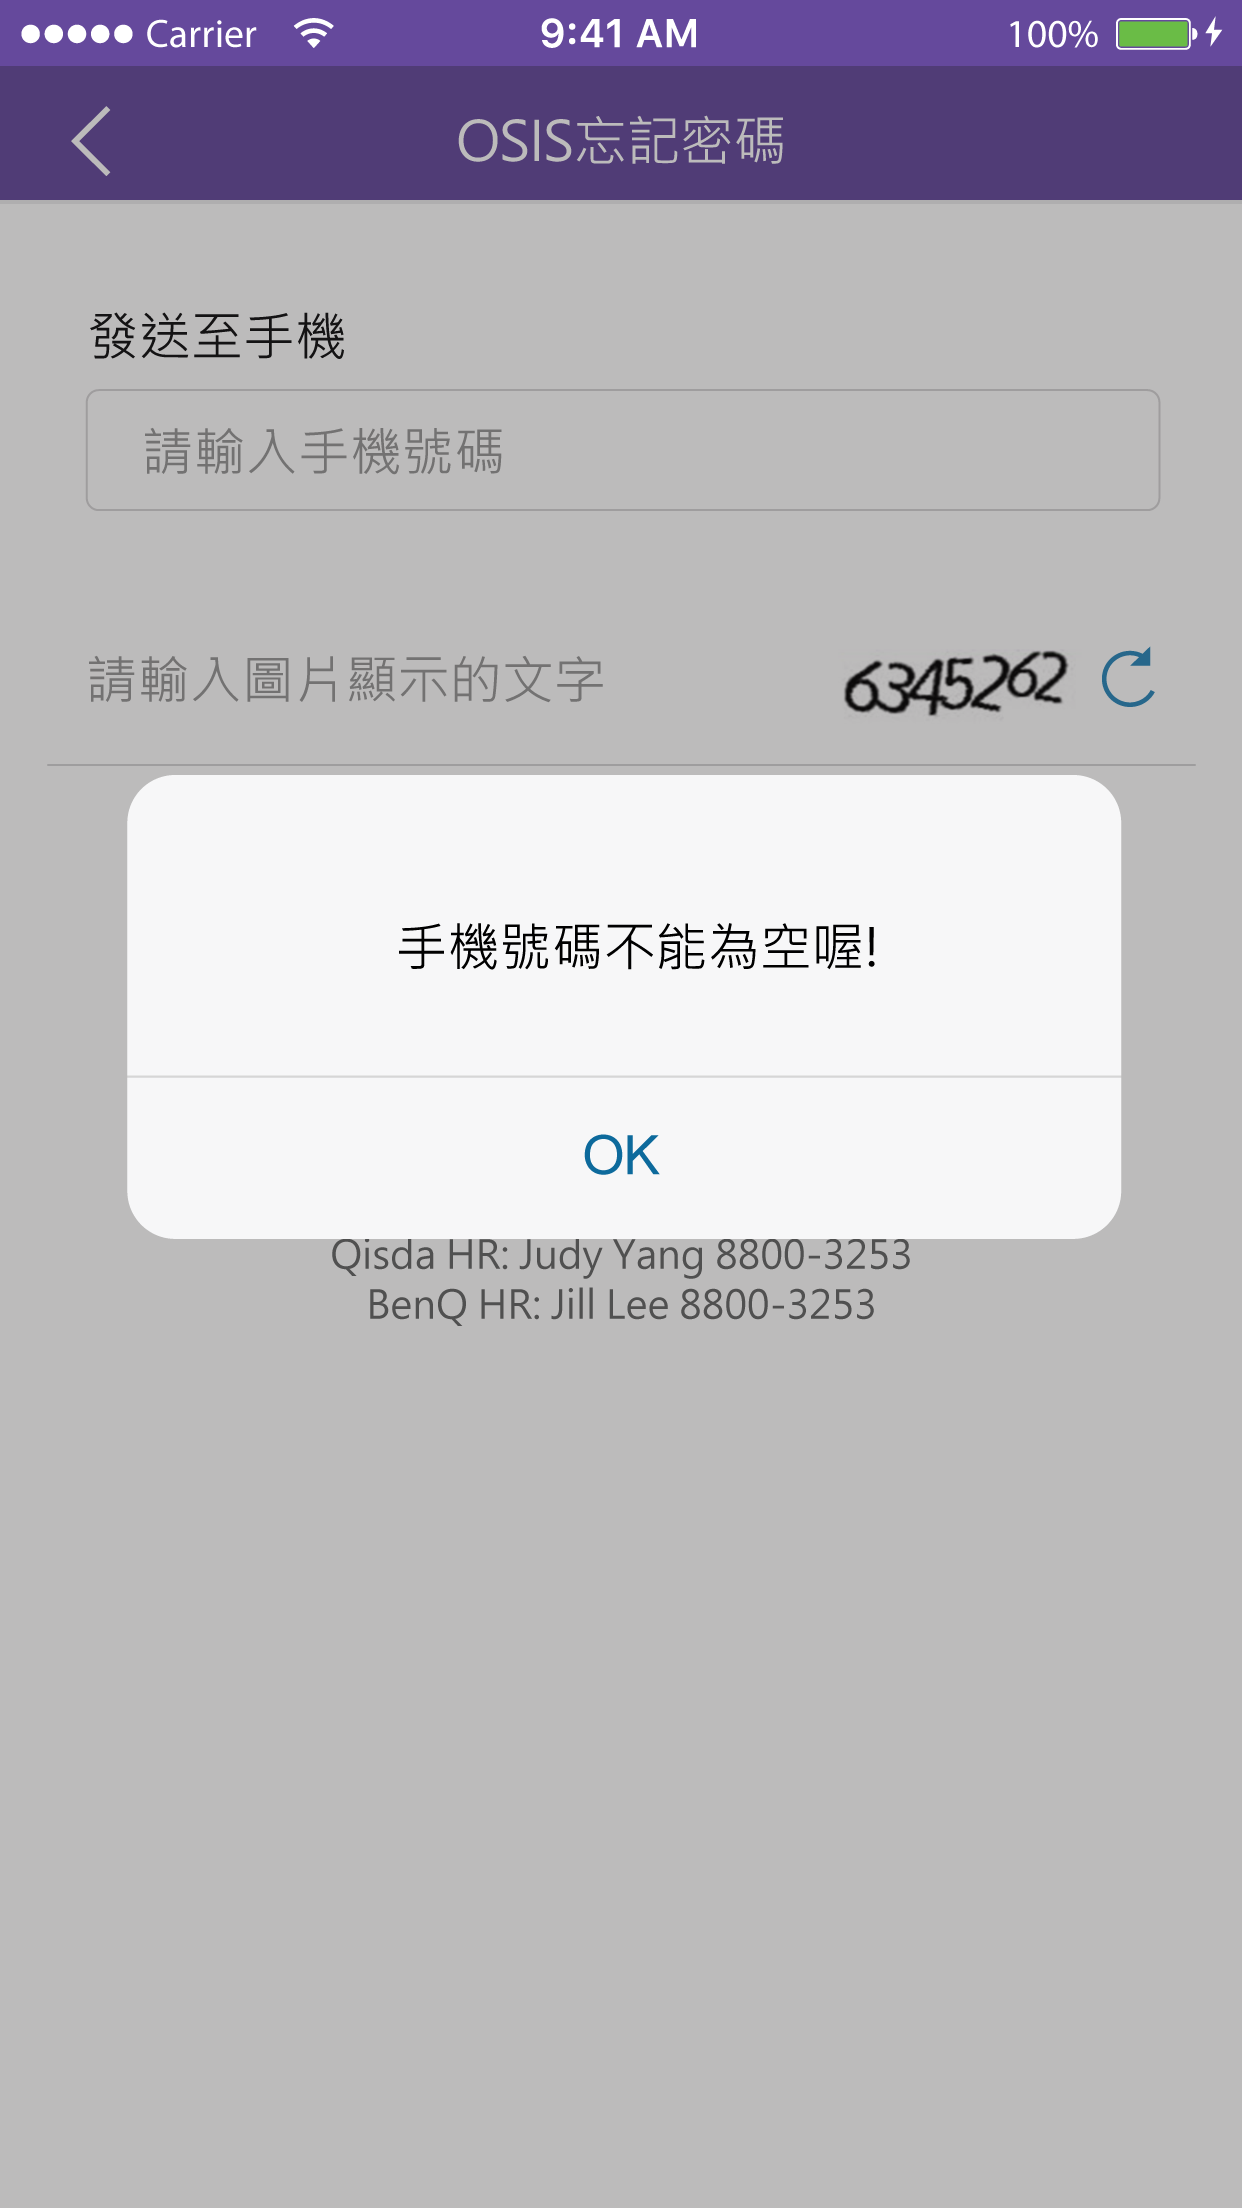 Carrier 9:41 AM 100%
OSIS忘記密碼
發送至手機
請輸入手機號碼
請輸入圖片顯示的文字 6345262
手機號碼不能為空喔!
OK
Qisda HR: Judy Yang 8800-3253
BenQ HR: Jill Lee 8800-3253